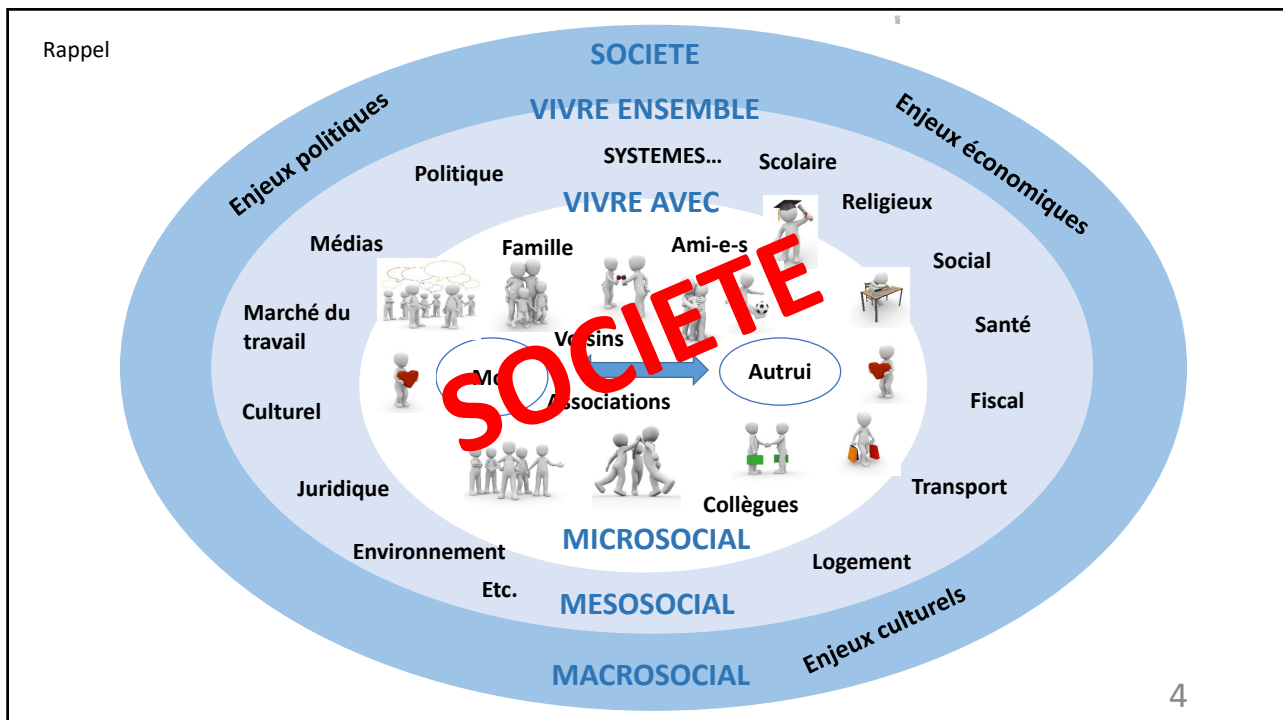 Rappel
SOCIETE
Enjeux politiques
Enjeux économiques
VIVRE ENSEMBLE
SYSTEMES...
Scolaire
Politique
VIVRE AVEC
Religieux
Médias
Famille
Ami-e-s
Social
Marché du
travail
Santé
Voisins
SOCIETE
Moi
Autrui
Associations
Culturel
Fiscal
Juridique
Collègues
Transport
MICROSOCIAL
Environnement
Logement
Etc.
MESOSOCIAL
Enjeux culturels
MACROSOCIAL
4